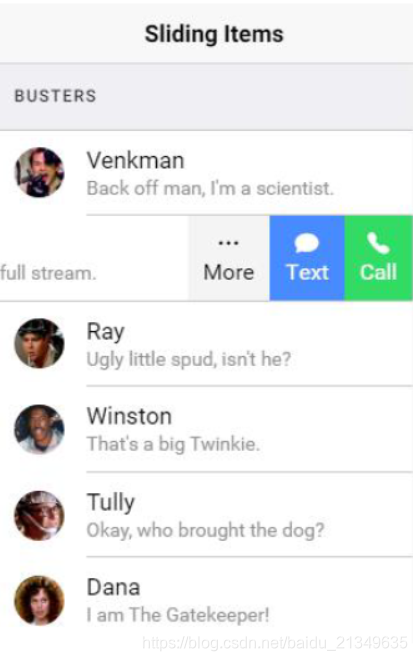 Sliding Items
BUSTERS
Venkman
Back off man, I'm a scientist.
full stream.
More
Text
Call
Ray
Ugly little spud, isn't he?
Winston
That's a big Twinkie.
Tully
Okay, who brought the dog?
Dana
I am The Gatekeeper!
https://blog.csdn.net/baidu_21349635